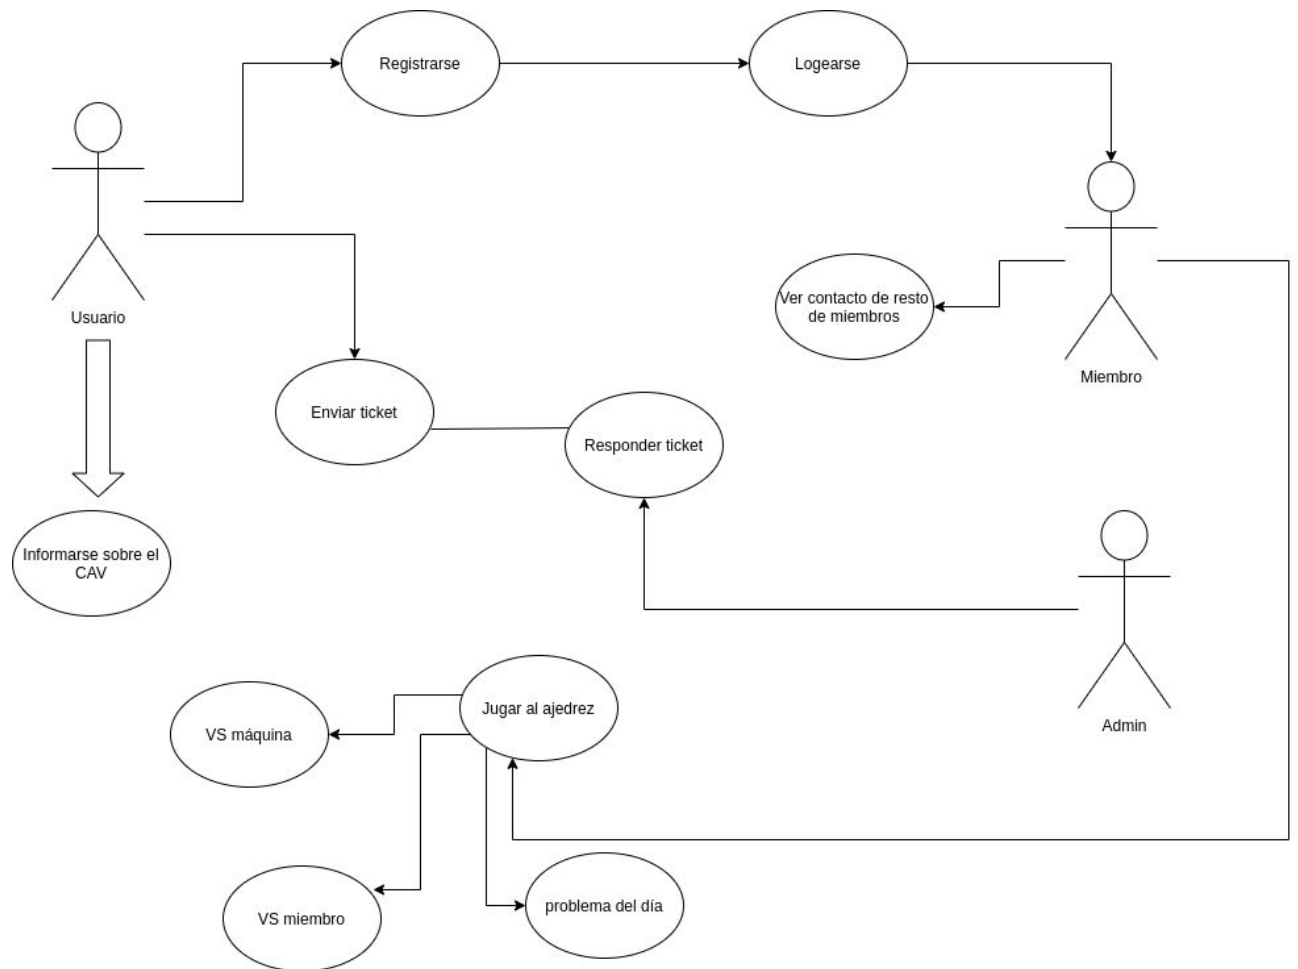 Registrarse
Logearse
Usuario
Ver contacto de resto
de miembros
Miembro
Enviar ticket
Responder ticket
Informarse sobre el
CAV
Admin
Jugar al ajedrez
VS máquina
VS miembro
problema del día